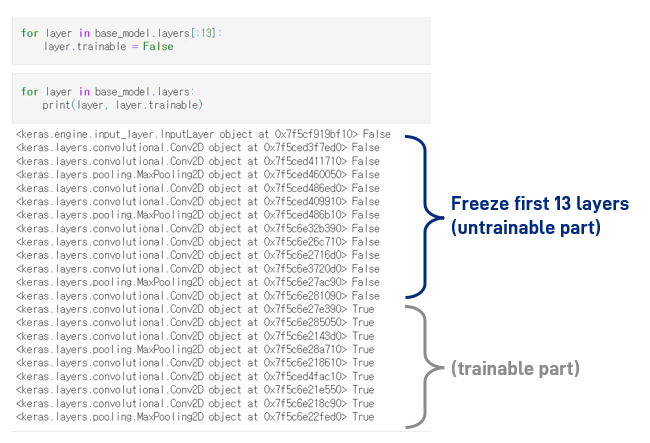 for layer in base_model.layers[:13]:
    layer.trainable = False
for layer in base_model.layers:
    print(layer, layer.trainable)
<keras.engine.input_layer.InputLayer object at 0x7f5cf919bf10> False
<keras.layers.convolutional.Conv2D object at 0x7f5ced3f7ed0> False
<keras.layers.convolutional.Conv2D object at 0x7f5ced411710> False
<keras.layers.pooling.MaxPooling2D object at 0x7f5ced460050> False
<keras.layers.convolutional.Conv2D object at 0x7f5ced486ed0> False
<keras.layers.convolutional.Conv2D object at 0x7f5ced409910> False
<keras.layers.pooling.MaxPooling2D object at 0x7f5ced486b10> False
<keras.layers.convolutional.Conv2D object at 0x7f5c6e32b390> False
<keras.layers.convolutional.Conv2D object at 0x7f5c6e26c710> False
<keras.layers.convolutional.Conv2D object at 0x7f5c6e2716d0> False
<keras.layers.convolutional.Conv2D object at 0x7f5c6e3720d0> False
<keras.layers.pooling.MaxPooling2D object at 0x7f5c6e27ac90> False
<keras.layers.convolutional.Conv2D object at 0x7f5c6e281090> False
<keras.layers.convolutional.Conv2D object at 0x7f5c6e27e390> True
<keras.layers.convolutional.Conv2D object at 0x7f5c6e285050> True
<keras.layers.convolutional.Conv2D object at 0x7f5c6e2143d0> True
<keras.layers.pooling.MaxPooling2D object at 0x7f5c6e28a710> True
<keras.layers.convolutional.Conv2D object at 0x7f5c6e218610> True
<keras.layers.convolutional.Conv2D object at 0x7f5ced4fac10> True
<keras.layers.convolutional.Conv2D object at 0x7f5c6e21e550> True
<keras.layers.convolutional.Conv2D object at 0x7f5c6e218c90> True
<keras.layers.pooling.MaxPooling2D object at 0x7f5c6e22fed0> True
Freeze first 13 layers
(untrainable part)
(trainable part)